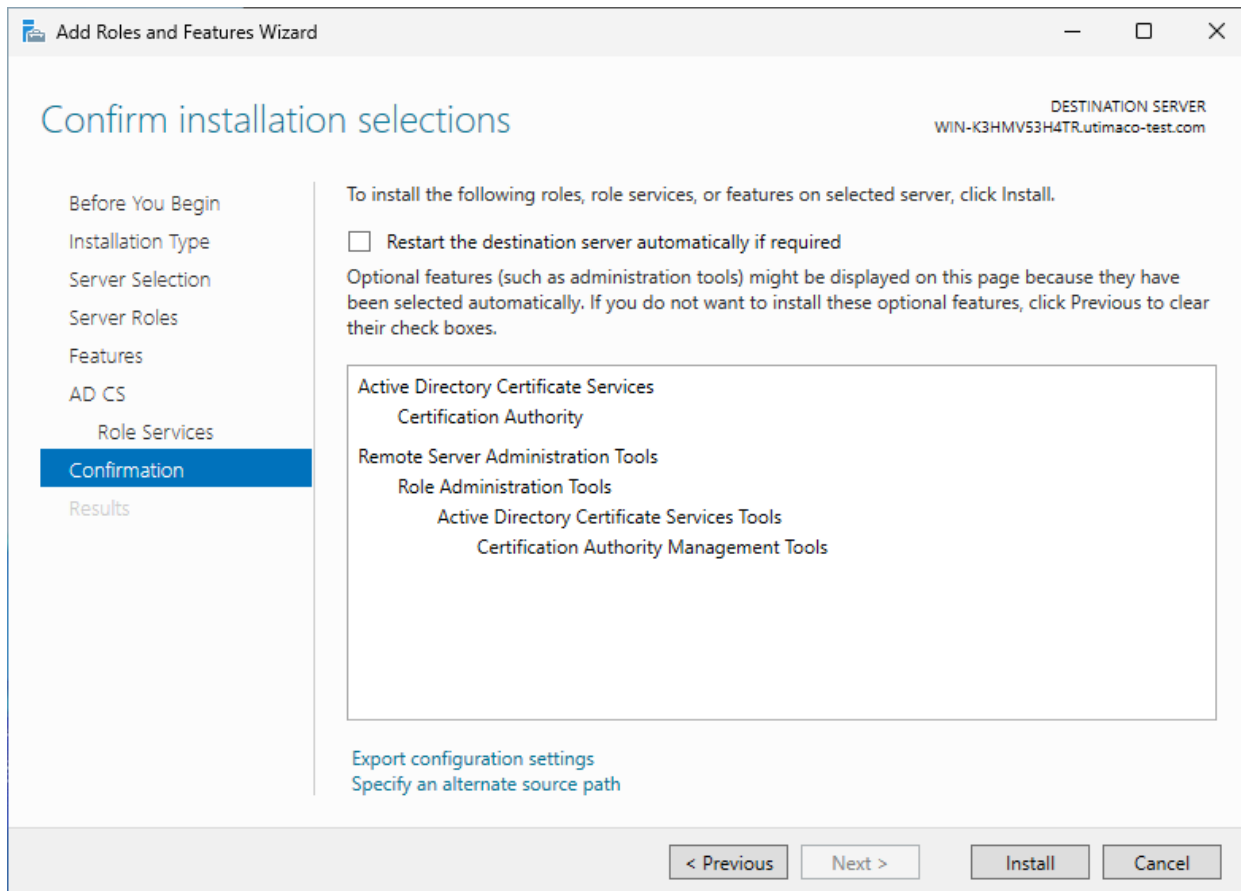 Add Roles and Features Wizard
Confirm installation selections
DESTINATION SERVER
WIN-K3HMV53H4TR.utimaco-test.com
Before You Begin
Installation Type
Server Selection
Server Roles
Features
AD CS
Role Services
Confirmation
Results
To install the following roles, role services, or features on selected server, click Install.
Restart the destination server automatically if required
Optional features (such as administration tools) might be displayed on this page because they have
been selected automatically. If you do not want to install these optional features, click Previous to clear
their check boxes.
Active Directory Certificate Services
Certification Authority
Remote Server Administration Tools
Role Administration Tools
Active Directory Certificate Services Tools
Certification Authority Management Tools
Export configuration settings
Specify an alternate source path
< Previous
Next >
Install
Cancel